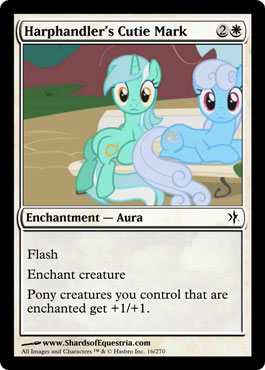 Harphandler's Cutie Mark 2
Enchantment — Aura
Flash
Enchant creature
Pony creatures you control that are
enchanted get +1/+1.
www.ShardsofEquestria.com
All Images and Characters ™ & © Hasbro Inc. 16/270